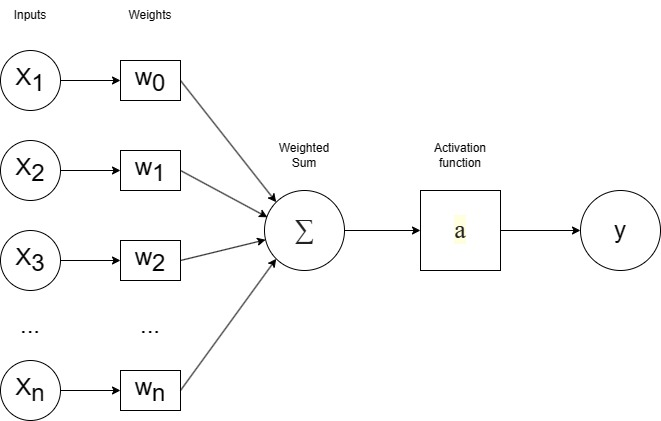 Inputs Weights
X1 w0
Weighted
Sum
Activation
function
X2 w1
∑ a y
X3 w2
... ...
Xn wn